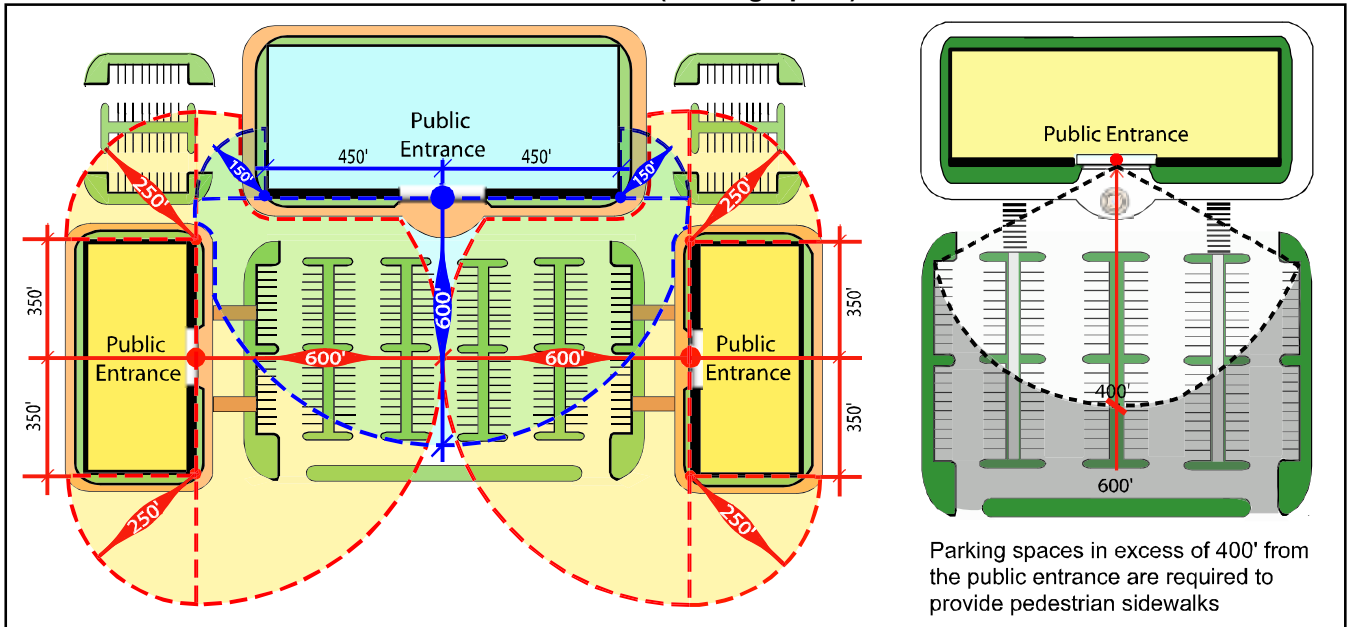 Public
Entrance
450'
450'
150'
150'
250'
250'
350'
350'
350'
350'
600'
600'
600'
Public
Entrance
Public
Entrance
250'
250'
Public Entrance
400'
600'
Parking spaces in excess of 400' from
the public entrance are required to
provide pedestrian sidewalks